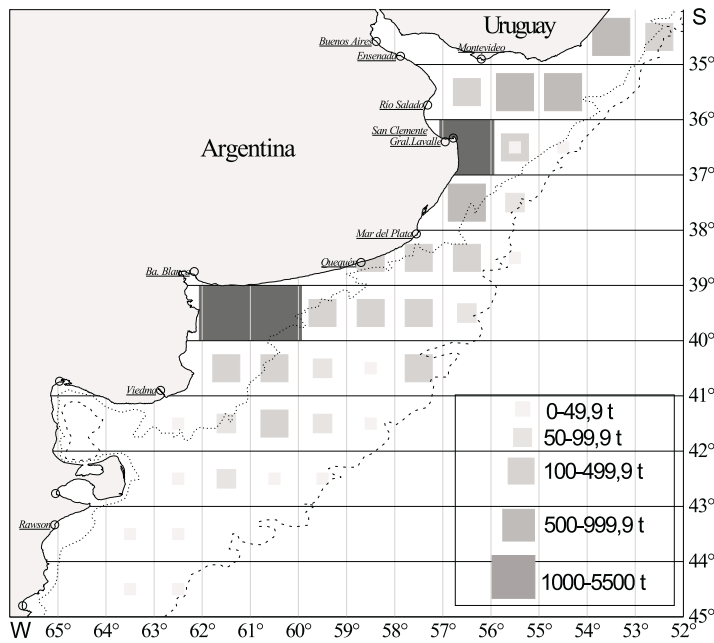 Uruguay
S
Buenos Aires
Montevideo
Ensenada
35°
Río Salado
36°
San Clemente
Gral.Lavalle
Argentina
37°
Mar del Plata
38°
Quequén
Ba. Blanca
39°
40°
Viedma
41°
0-49,9 t
50-99,9 t
42°
100-499,9 t
43°
Rawson
500-999,9 t
44°
1000-5500 t
45°
W 65° 64° 63° 62° 61° 60° 59° 58° 57° 56° 55° 54° 53° 52°